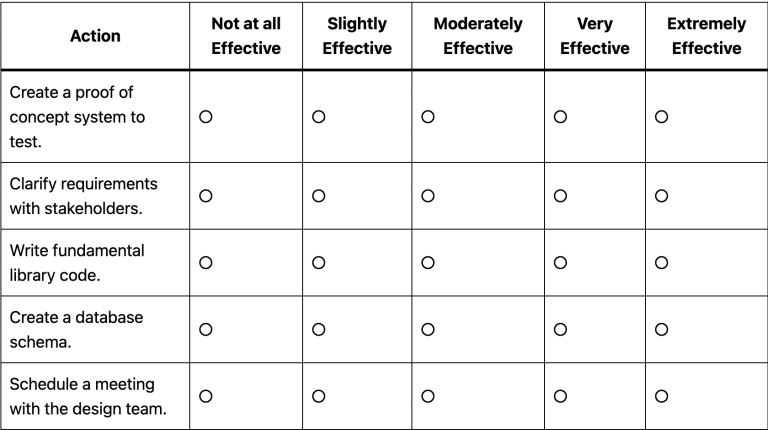 Action
Not at all
Effective
Slightly
Effective
Moderately
Effective
Very
Effective
Extremely
Effective
Create a proof of
concept system to
test.
Clarify requirements
with stakeholders.
Write fundamental
library code.
Create a database
schema.
Schedule a meeting
with the design team.